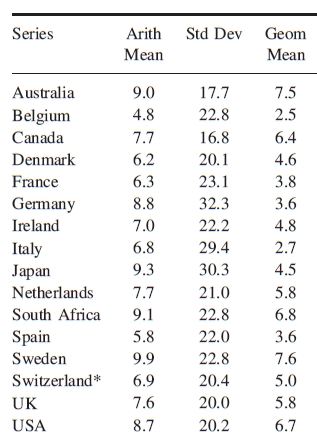 Series Arith Std Dev Geom
Mean Mean
Australia 9.0 17.7 7.5
Belgium 4.8 22.8 2.5
Canada 7.7 16.8 6.4
Denmark 6.2 20.1 4.6
France 6.3 23.1 3.8
Germany 8.8 32.3 3.6
Ireland 7.0 22.2 4.8
Italy 6.8 29.4 2.7
Japan 9.3 30.3 4.5
Netherlands 7.7 21.0 5.8
South Africa 9.1 22.8 6.8
Spain 5.8 22.0 3.6
Sweden 9.9 22.8 7.6
Switzerland* 6.9 20.4 5.0
UK 7.6 20.0 5.8
USA 8.7 20.2 6.7